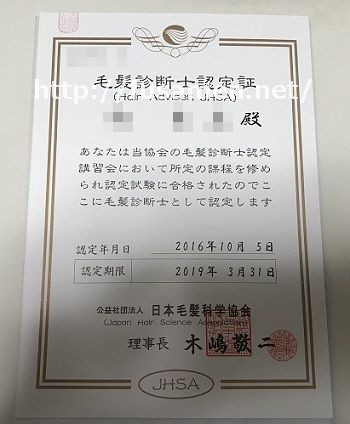 毛髪診断士認定証
(Hair Adviser JHSA)
殿
あなたは当協会の毛髪診断士認定
講習会において所定の課程を修め
られ認定試験に合格されたのでこ
こに毛髪診断士として認定します
認定年月日 2016年10月 5日
認定期限 2019年 3月31日
公益社団法人 日本毛髪科学協会
(Japan Hair Science Association)
理事長 木嶋敬二
JHSA